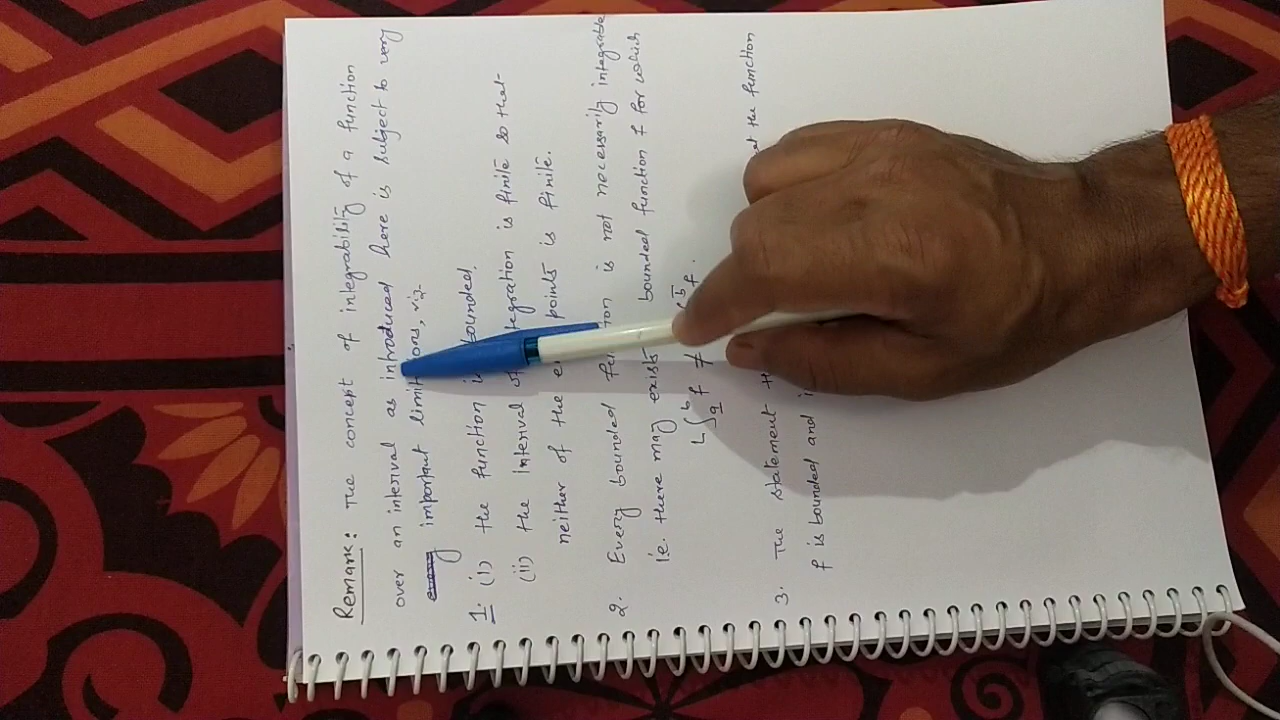 Remark: The concept of integrability of a function
over an interval as introduced here is subject to very
important limitations, viz.
1. (i) the function is bounded.
(ii) the interval of integration is finite so that
neither of the end points is finite.
2. Every bounded function is not necessarily integrable
i.e. there may exists bounded function f for which
∫ₐᵇ f ≠ f.
3. The statement that the function
f is bounded and